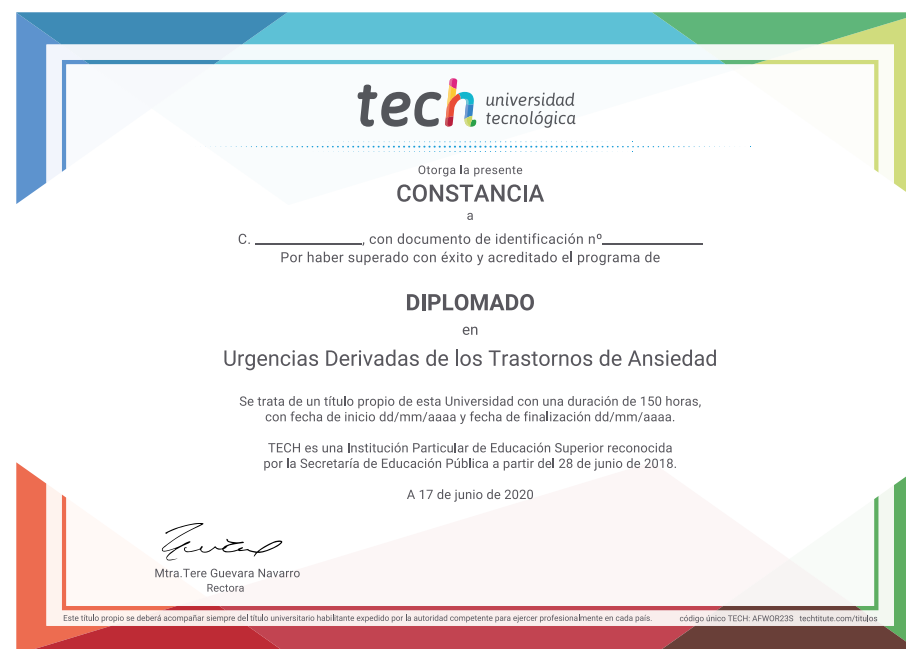 tech universidad
tecnológica
Otorga la presente
CONSTANCIA
a
C. ____________, con documento de identificación nº___________
Por haber superado con éxito y acreditado el programa de
DIPLOMADO
en
Urgencias Derivadas de los Trastornos de Ansiedad
Se trata de un título propio de esta Universidad con una duración de 150 horas,
con fecha de inicio dd/mm/aaaa y fecha de finalización dd/mm/aaaa.
TECH es una Institución Particular de Educación Superior reconocida
por la Secretaría de Educación Pública a partir del 28 de junio de 2018.
A 17 de junio de 2020
Mtra.Tere Guevara Navarro
Rectora
Este título propio se deberá acompañar siempre del título universitario habilitante expedido por la autoridad competente para ejercer profesionalmente en cada país. código único TECH: AFWOR23S techtitute.com/titulos